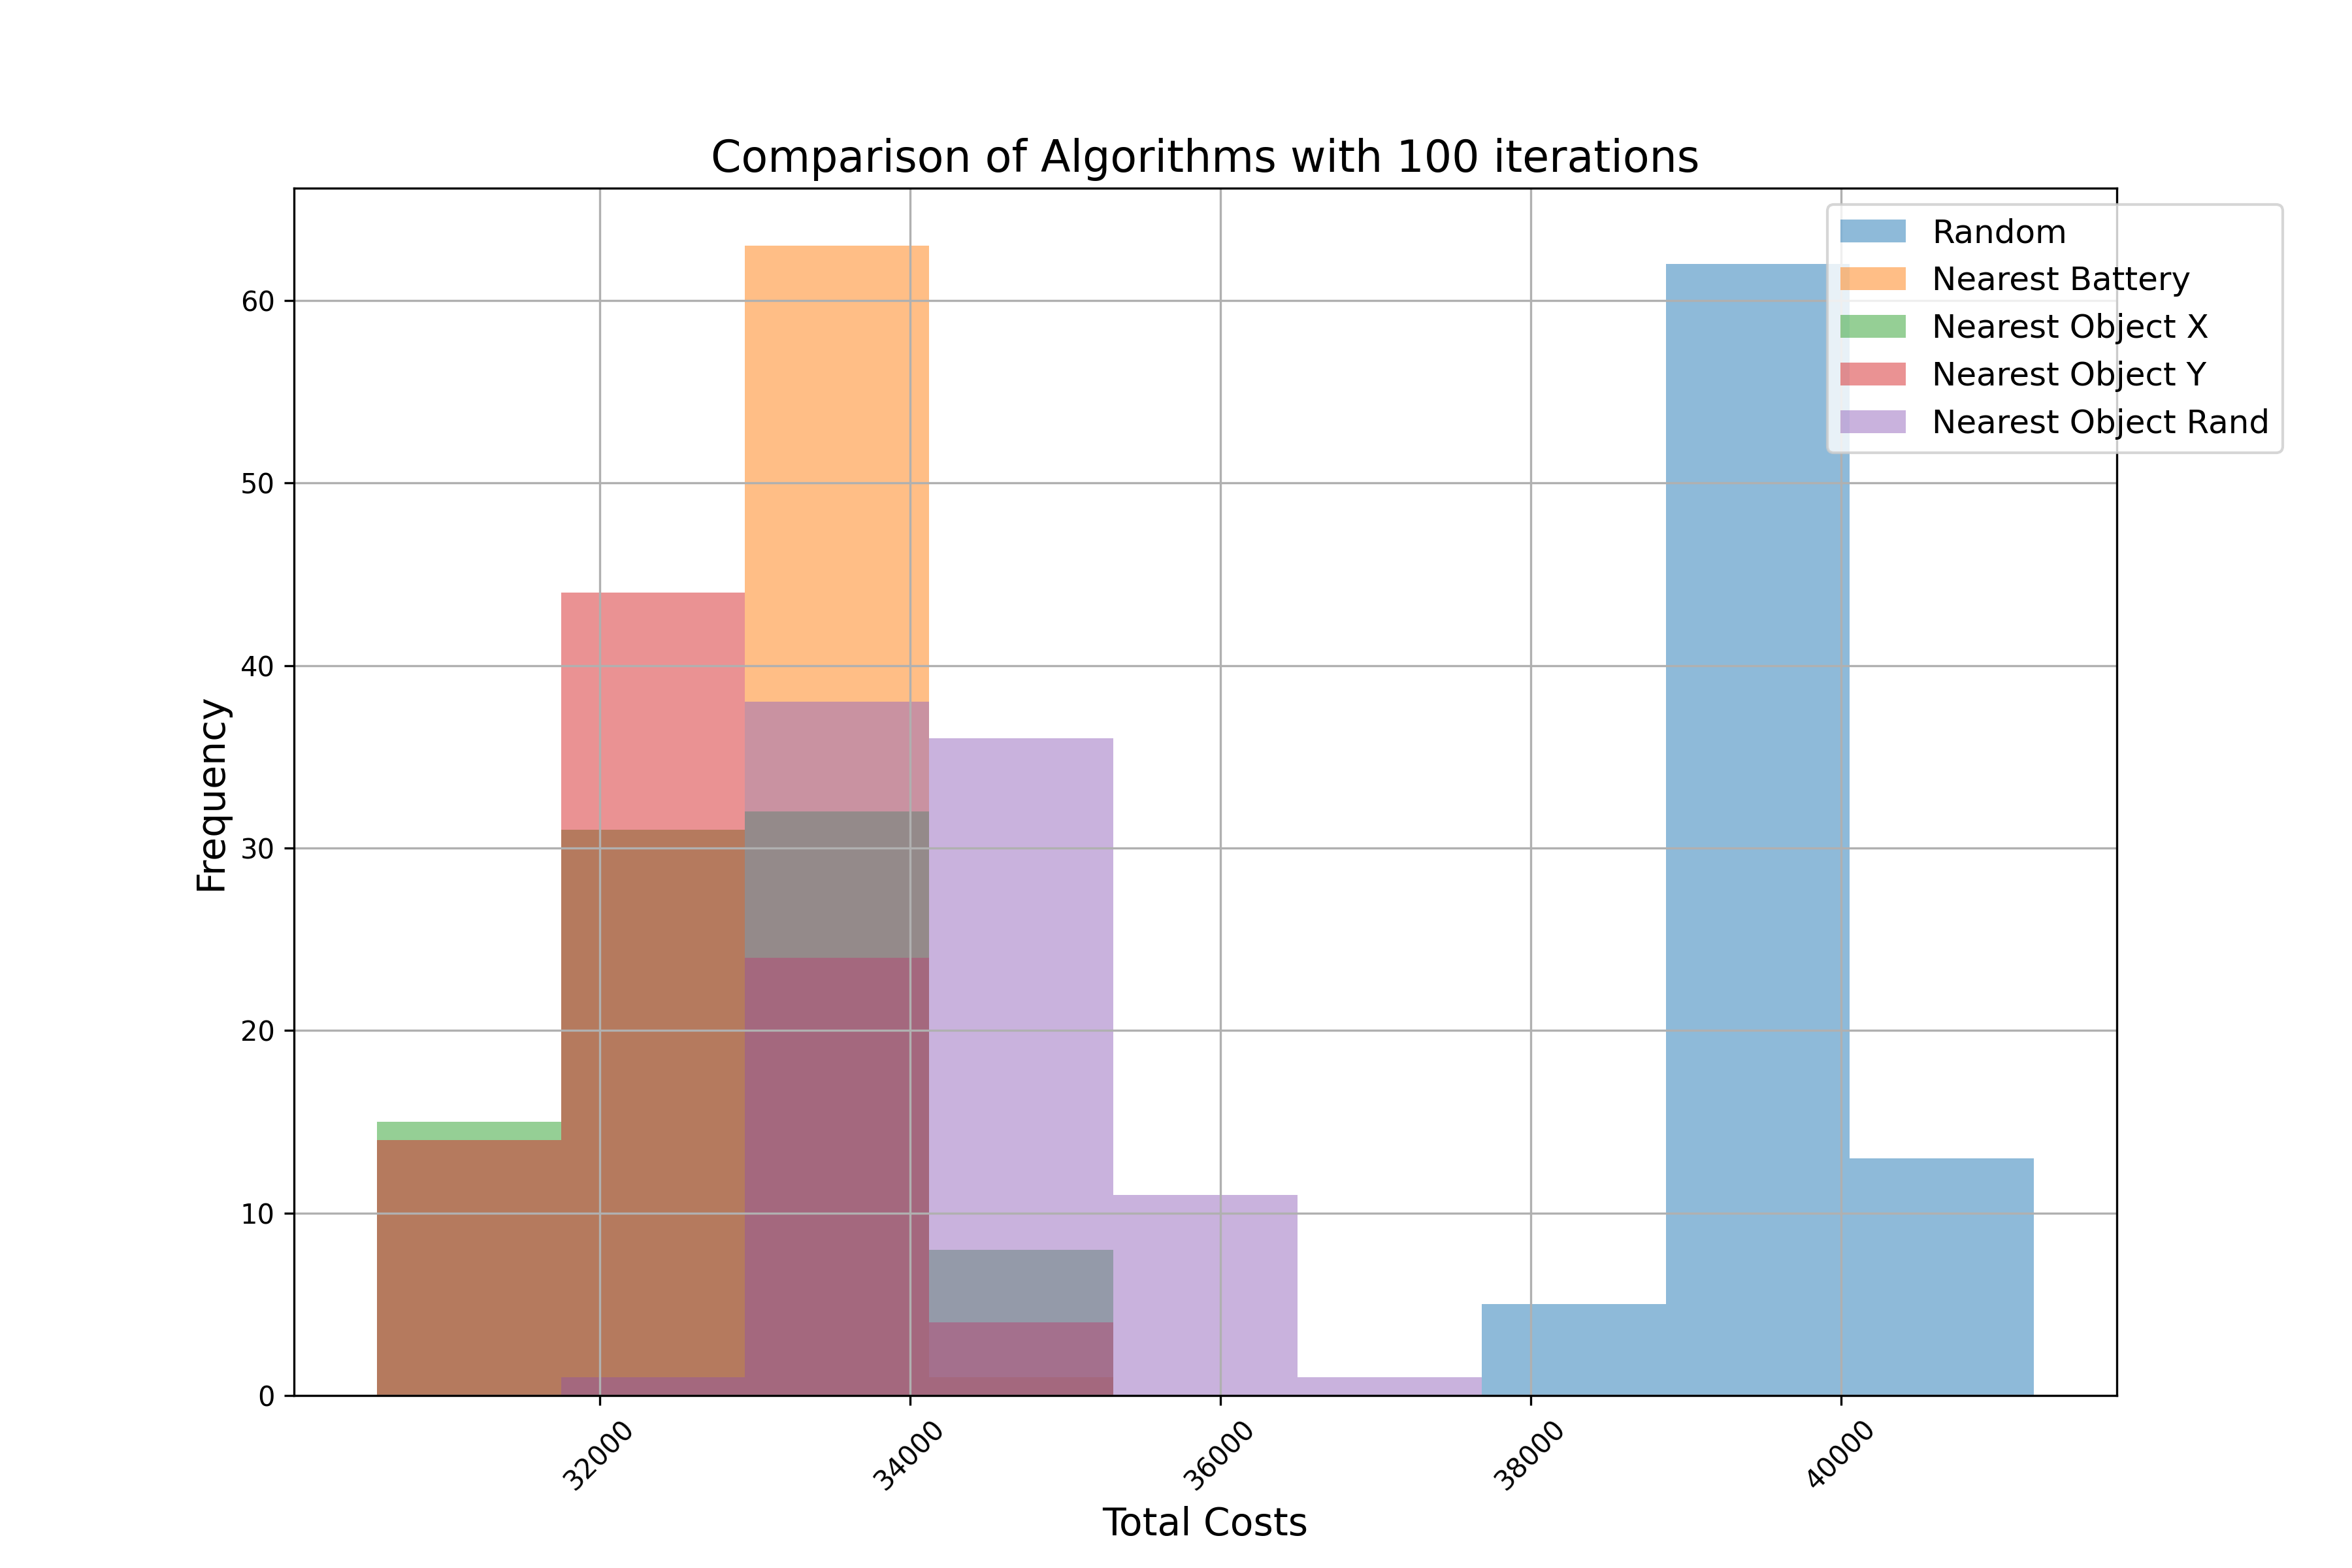 Comparison of Algorithms with 100 iterations
Random
Nearest Battery
Nearest Object X
Nearest Object Y
Nearest Object Rand
Frequency
60
50
40
30
20
10
0
32000
34000
36000
38000
40000
Total Costs